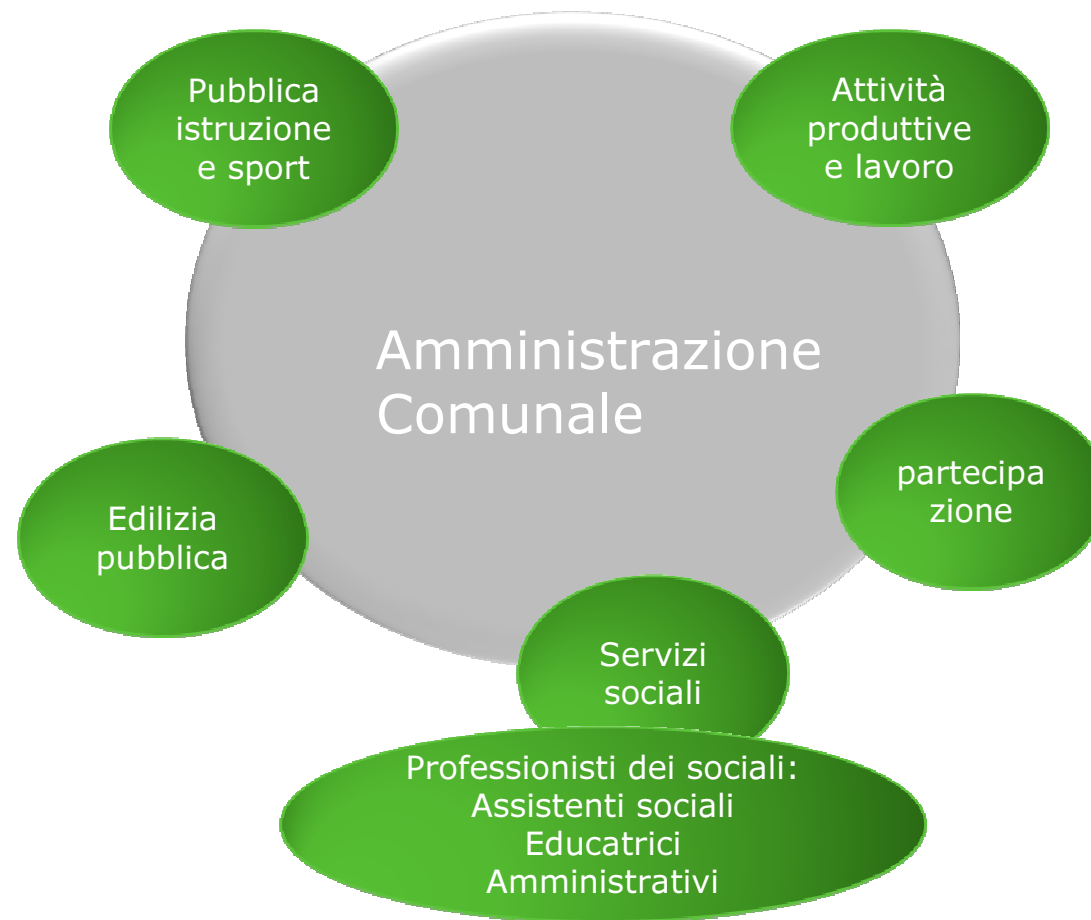 Pubblica
istruzione
e sport
Attività
produttive
e lavoro
Amministrazione
Comunale
partecipa
zione
Edilizia
pubblica
Servizi
sociali
Professionisti dei sociali:
Assistenti sociali
Educatrici
Amministrativi